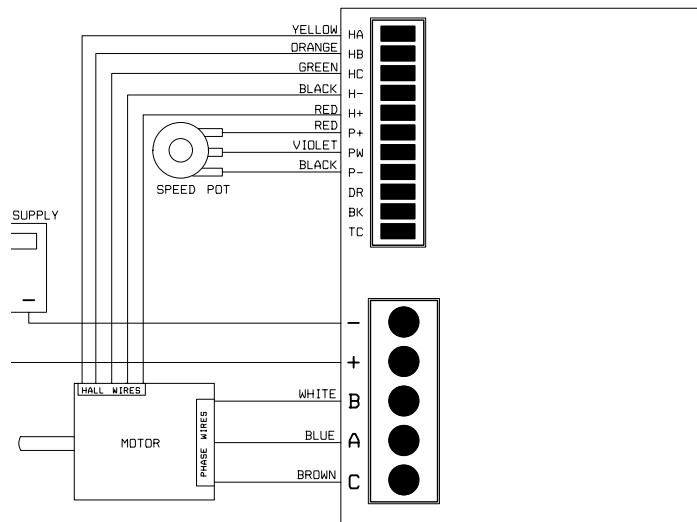 YELLOW HA
ORANGE HB
GREEN HC
BLACK H-
RED H+
RED P+
VIOLET PW
BLACK P-
SPEED POT
DR
BK
TC
SUPPLY
-
-
+
HALL WIRES
WHITE B
MOTOR
PHASE WIRES
BLUE A
BROWN C